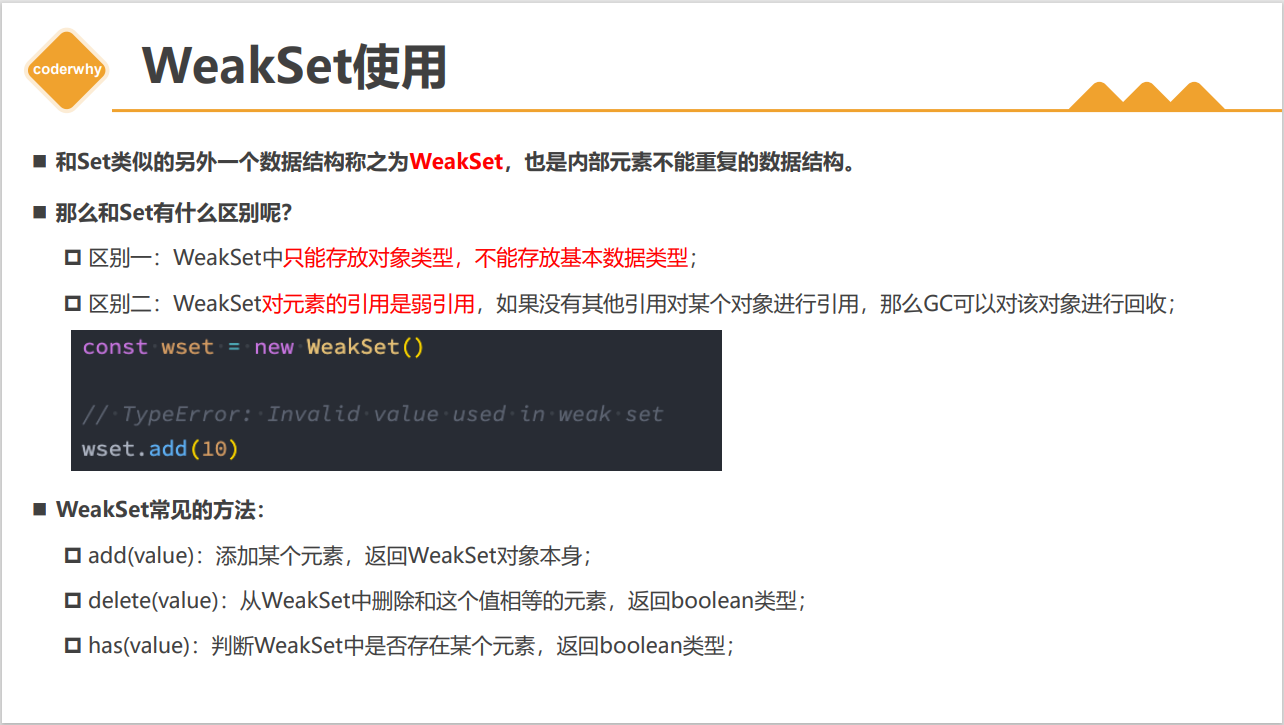 coderwhy
WeakSet使用
和Set类似的另外一个数据结构称之为WeakSet，也是内部元素不能重复的数据结构。
那么和Set有什么区别呢？
区别一：WeakSet中只能存放对象类型，不能存放基本数据类型；
区别二：WeakSet对元素的引用是弱引用，如果没有其他引用对某个对象进行引用，那么GC可以对该对象进行回收；
const wset = new WeakSet()
// TypeError: Invalid value used in weak set
wset.add(10)
WeakSet常见的方法：
add(value)：添加某个元素，返回WeakSet对象本身；
delete(value)：从WeakSet中删除和这个值相等的元素，返回boolean类型；
has(value)：判断WeakSet中是否存在某个元素，返回boolean类型；